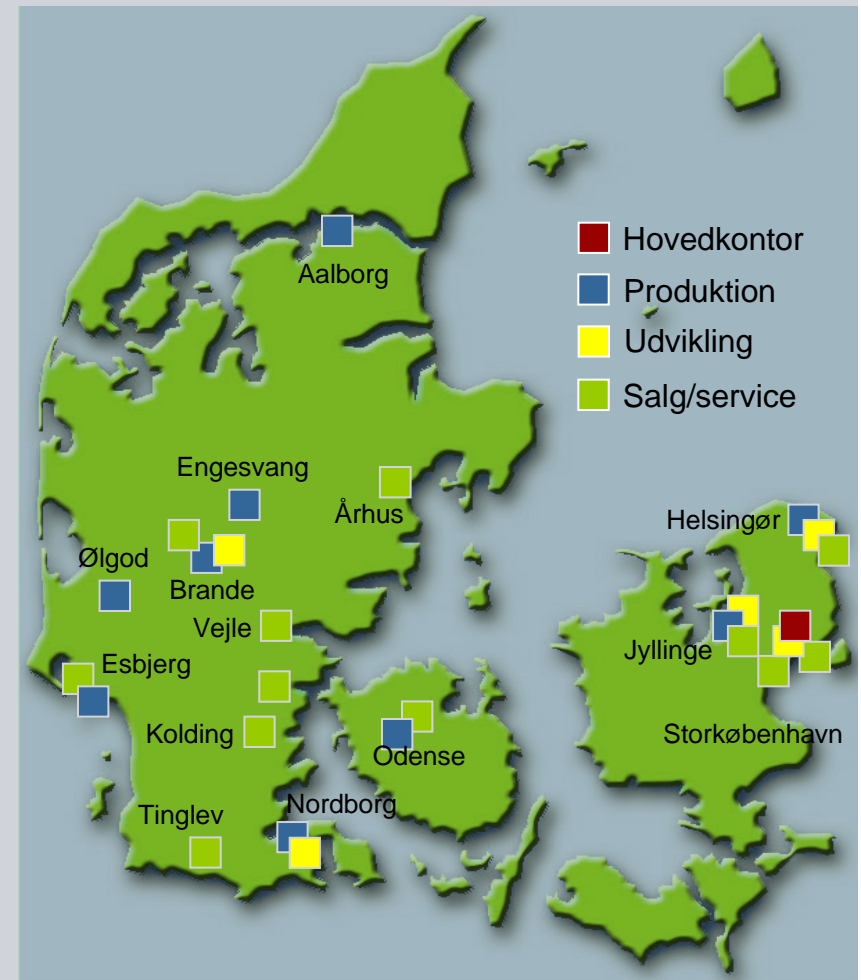 Hovedkontor
Aalborg
Produktion
Udvikling
Salg/service
Engesvang
Århus
Helsingør
Ølgod
Brande
Vejle
Jyllinge
Esbjerg
Kolding
Storkøbenhavn
Odense
Nordborg
Tinglev